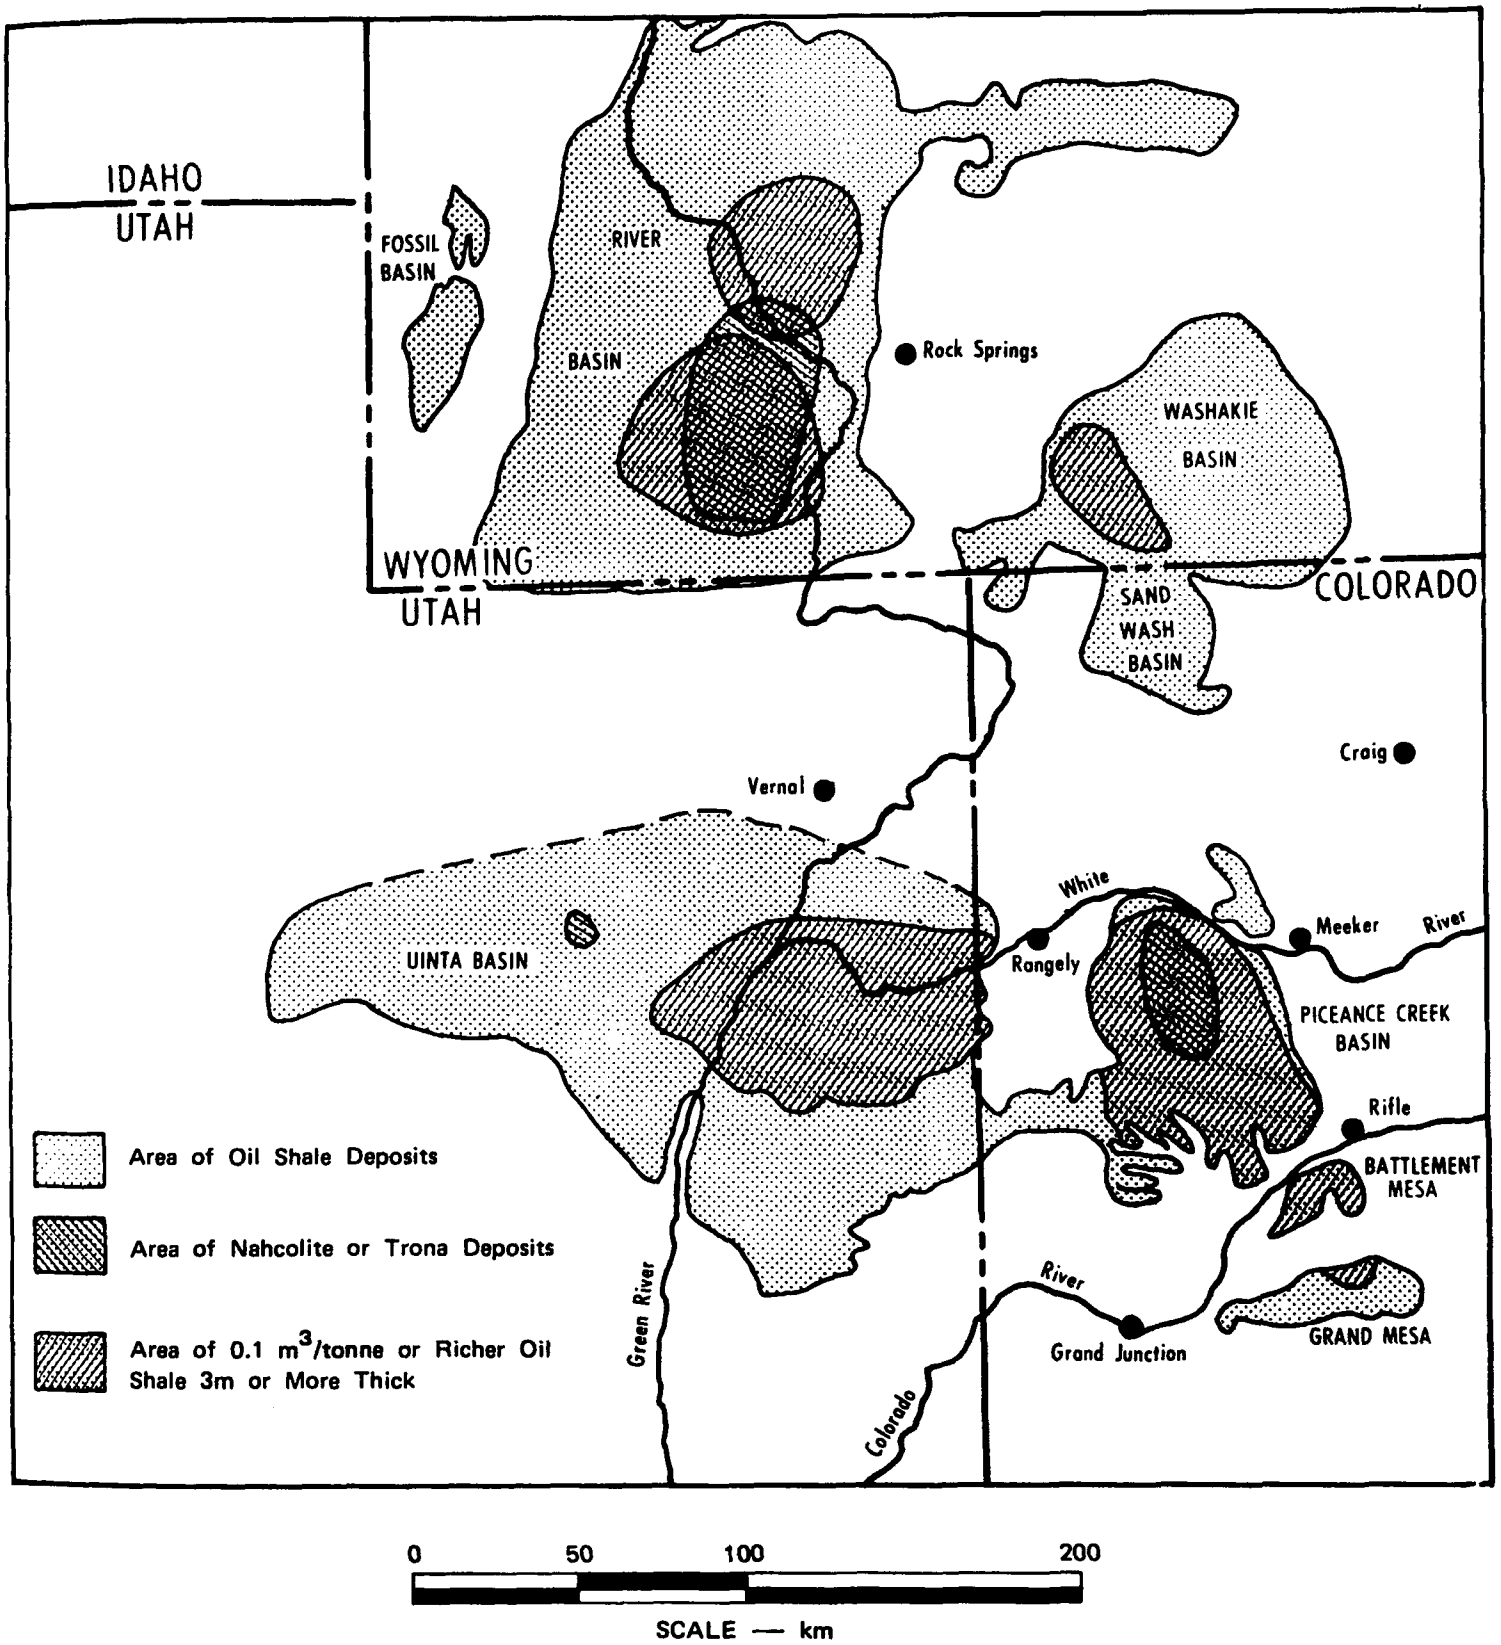 IDAHO
UTAH
FOSSIL
BASIN
RIVER
BASIN
Rock Springs
WASHAKIE
BASIN
WYOMING
UTAH
COLORADO
SAND
WASH
BASIN
Craig
Vernal
White
Meeker
River
Rangely
UINTA BASIN
PICEANCE CREEK
BASIN
Rifle
BATTLEMENT
MESA
Area of Oil Shale Deposits
Area of Nahcolite or Trona Deposits
Area of 0.1 m³/tonne or Richer Oil
Shale 3m or More Thick
Green River
River
Grand Junction
GRAND MESA
Colorado
0 50 100 200
SCALE — km